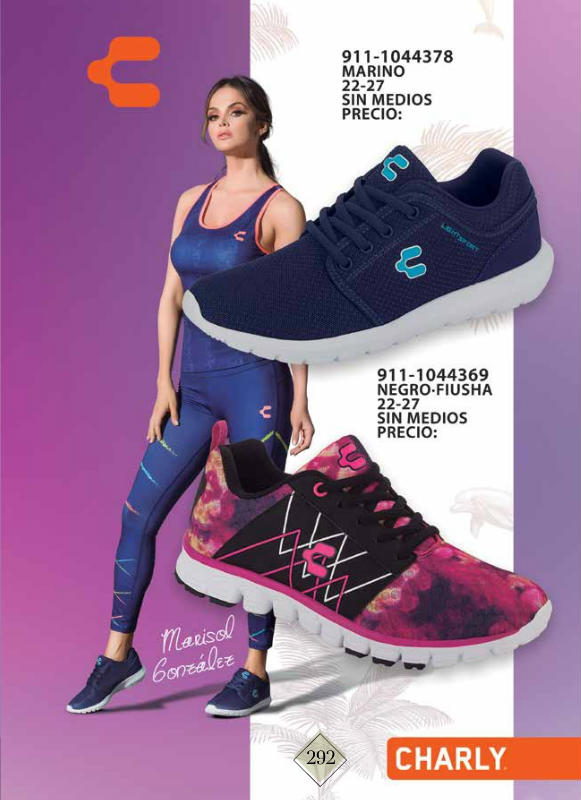 911-1044378
MARINO
22-27
SIN MEDIOS
PRECIO:
LIGHTSPORT
911-1044369
NEGRO·FIUSHA
22-27
SIN MEDIOS
PRECIO:
Marisol
González
292
CHARLY